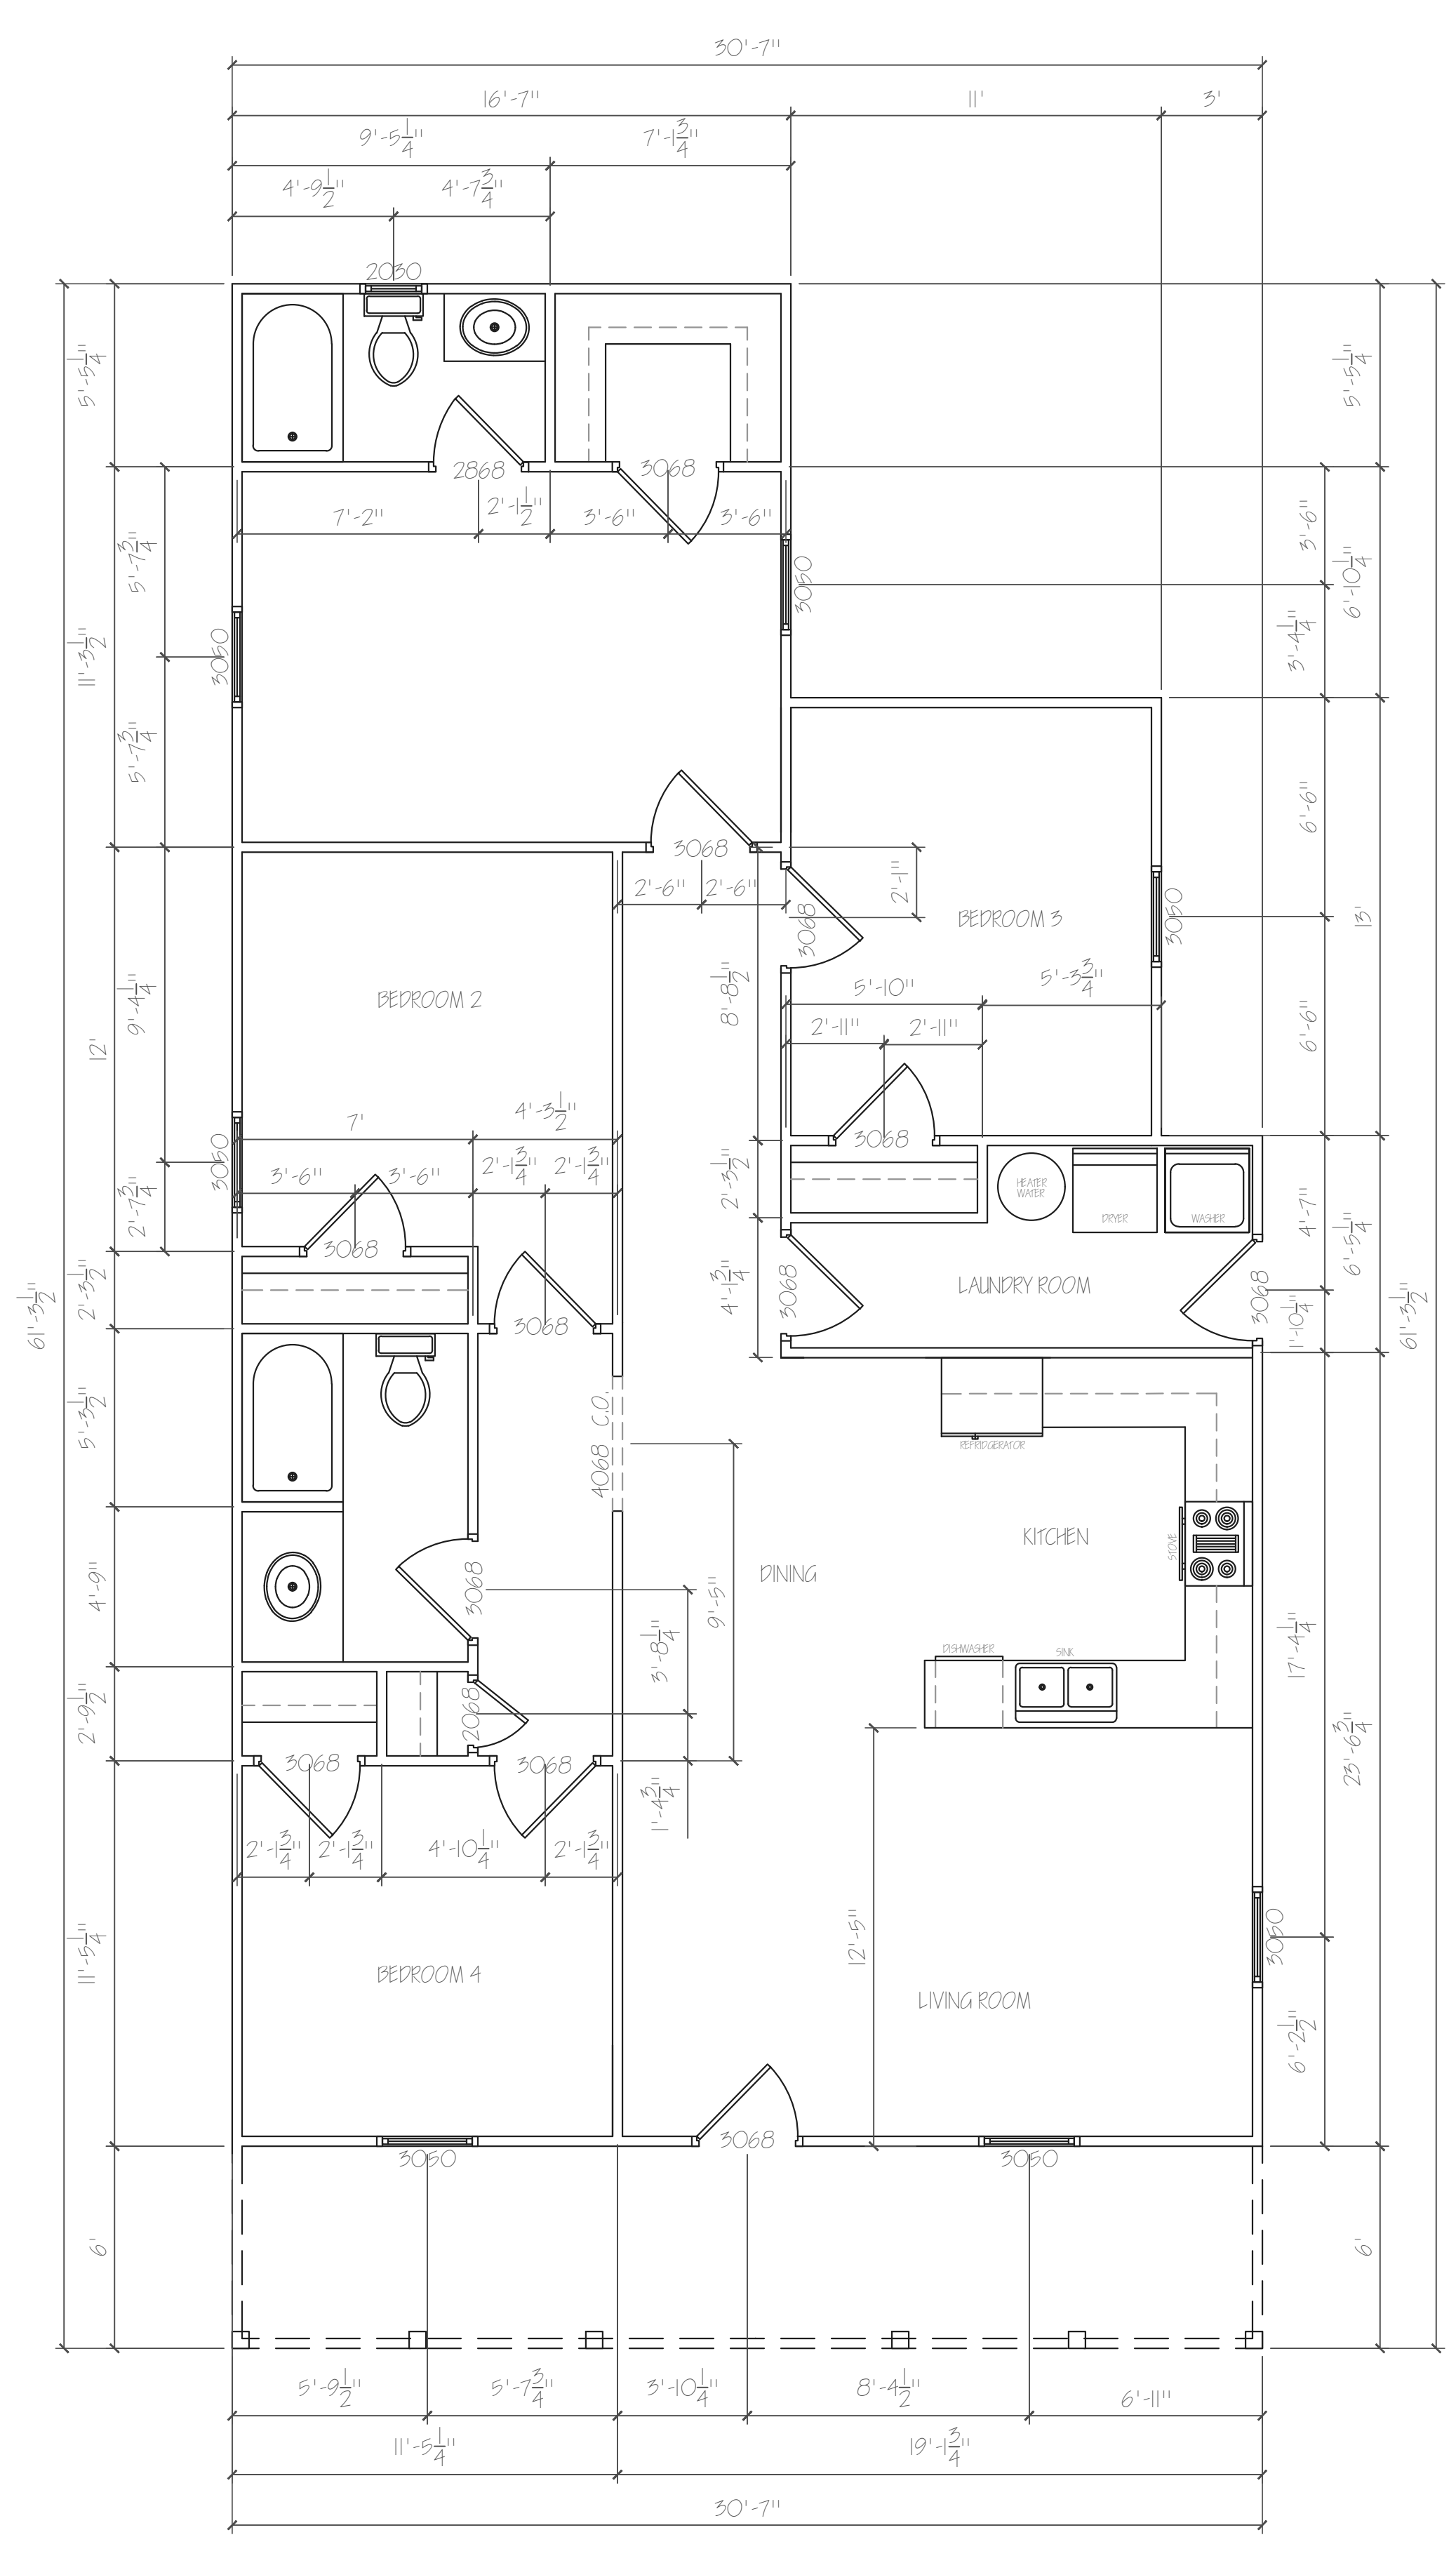 30'-7"
16'-7" 11' 3'
9'-5 1/4" 7'-1 3/4"
4'-9 1/2" 4'-7 3/4"
2030
5'-5 1/4" 5'-5 1/4"
2868 3068
7'-2" 2'-1 1/2" 3'-6" 3'-6"
3'-6"
5'-7 3/4"
3050
6'-10 1/4"
11'-3 1/2"
3050
3'-4 1/4"
5'-7 3/4"
6'-6"
3068
2'-6" 2'-6"
2'-1"
3068
BEDROOM 3
3050
13'
BEDROOM 2
9'-4 1/4"
12'
8'-8 1/2"
5'-10" 5'-3 3/4"
2'-11" 2'-11"
6'-6"
7' 4'-3 1/2"
3'-6" 3'-6" 2'-1 3/4" 2'-1 3/4"
3050
2'-7 3/4"
3068
3068
2'-3 1/2"
HEATER
WATER
DRYER
WASHER
4'-7"
6'-5 1/4"
2'-3 1/2"
3068
4'-1 3/4"
3068
LAUNDRY ROOM
3068
1'-10 1/4"
61'-3 1/2"
61'-3 1/2"
5'-3 1/2"
4068 C.O.
REFRIDGERATOR
KITCHEN
STOVE
DINING
4'-9"
3068
9'-5"
3'-8 1/4"
DISHWASHER
SINK
17'-4 1/4"
2'-9 1/2"
2068
3068
3068
1'-4 3/4"
23'-6 3/4"
2'-1 3/4" 2'-1 3/4" 4'-10 1/4" 2'-1 3/4"
12'-5"
3050
11'-5 1/4"
BEDROOM 4
LIVING ROOM
6'-2 1/2"
3068
3050
3050
6'
6'
5'-9 1/2" 5'-7 3/4" 3'-10 1/4" 8'-4 1/2" 6'-11"
11'-5 1/4" 19'-1 3/4"
30'-7"